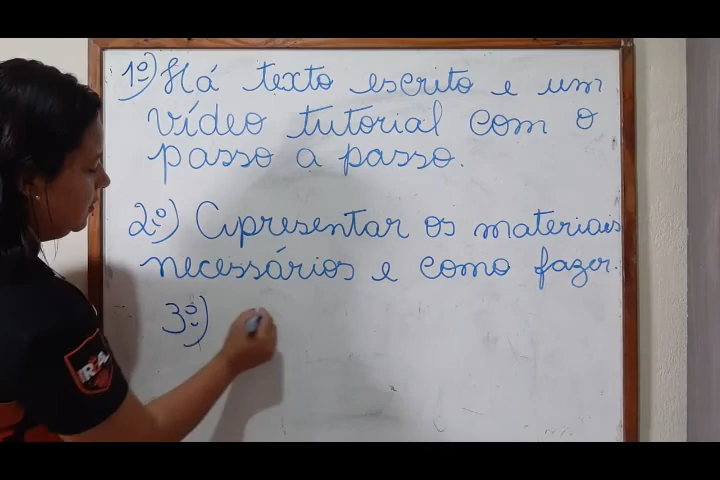 1º) Há texto escrito e um
vídeo tutorial com o
passo a passo.
2º) Apresentar os materiais
necessários e como fazer.
3º)